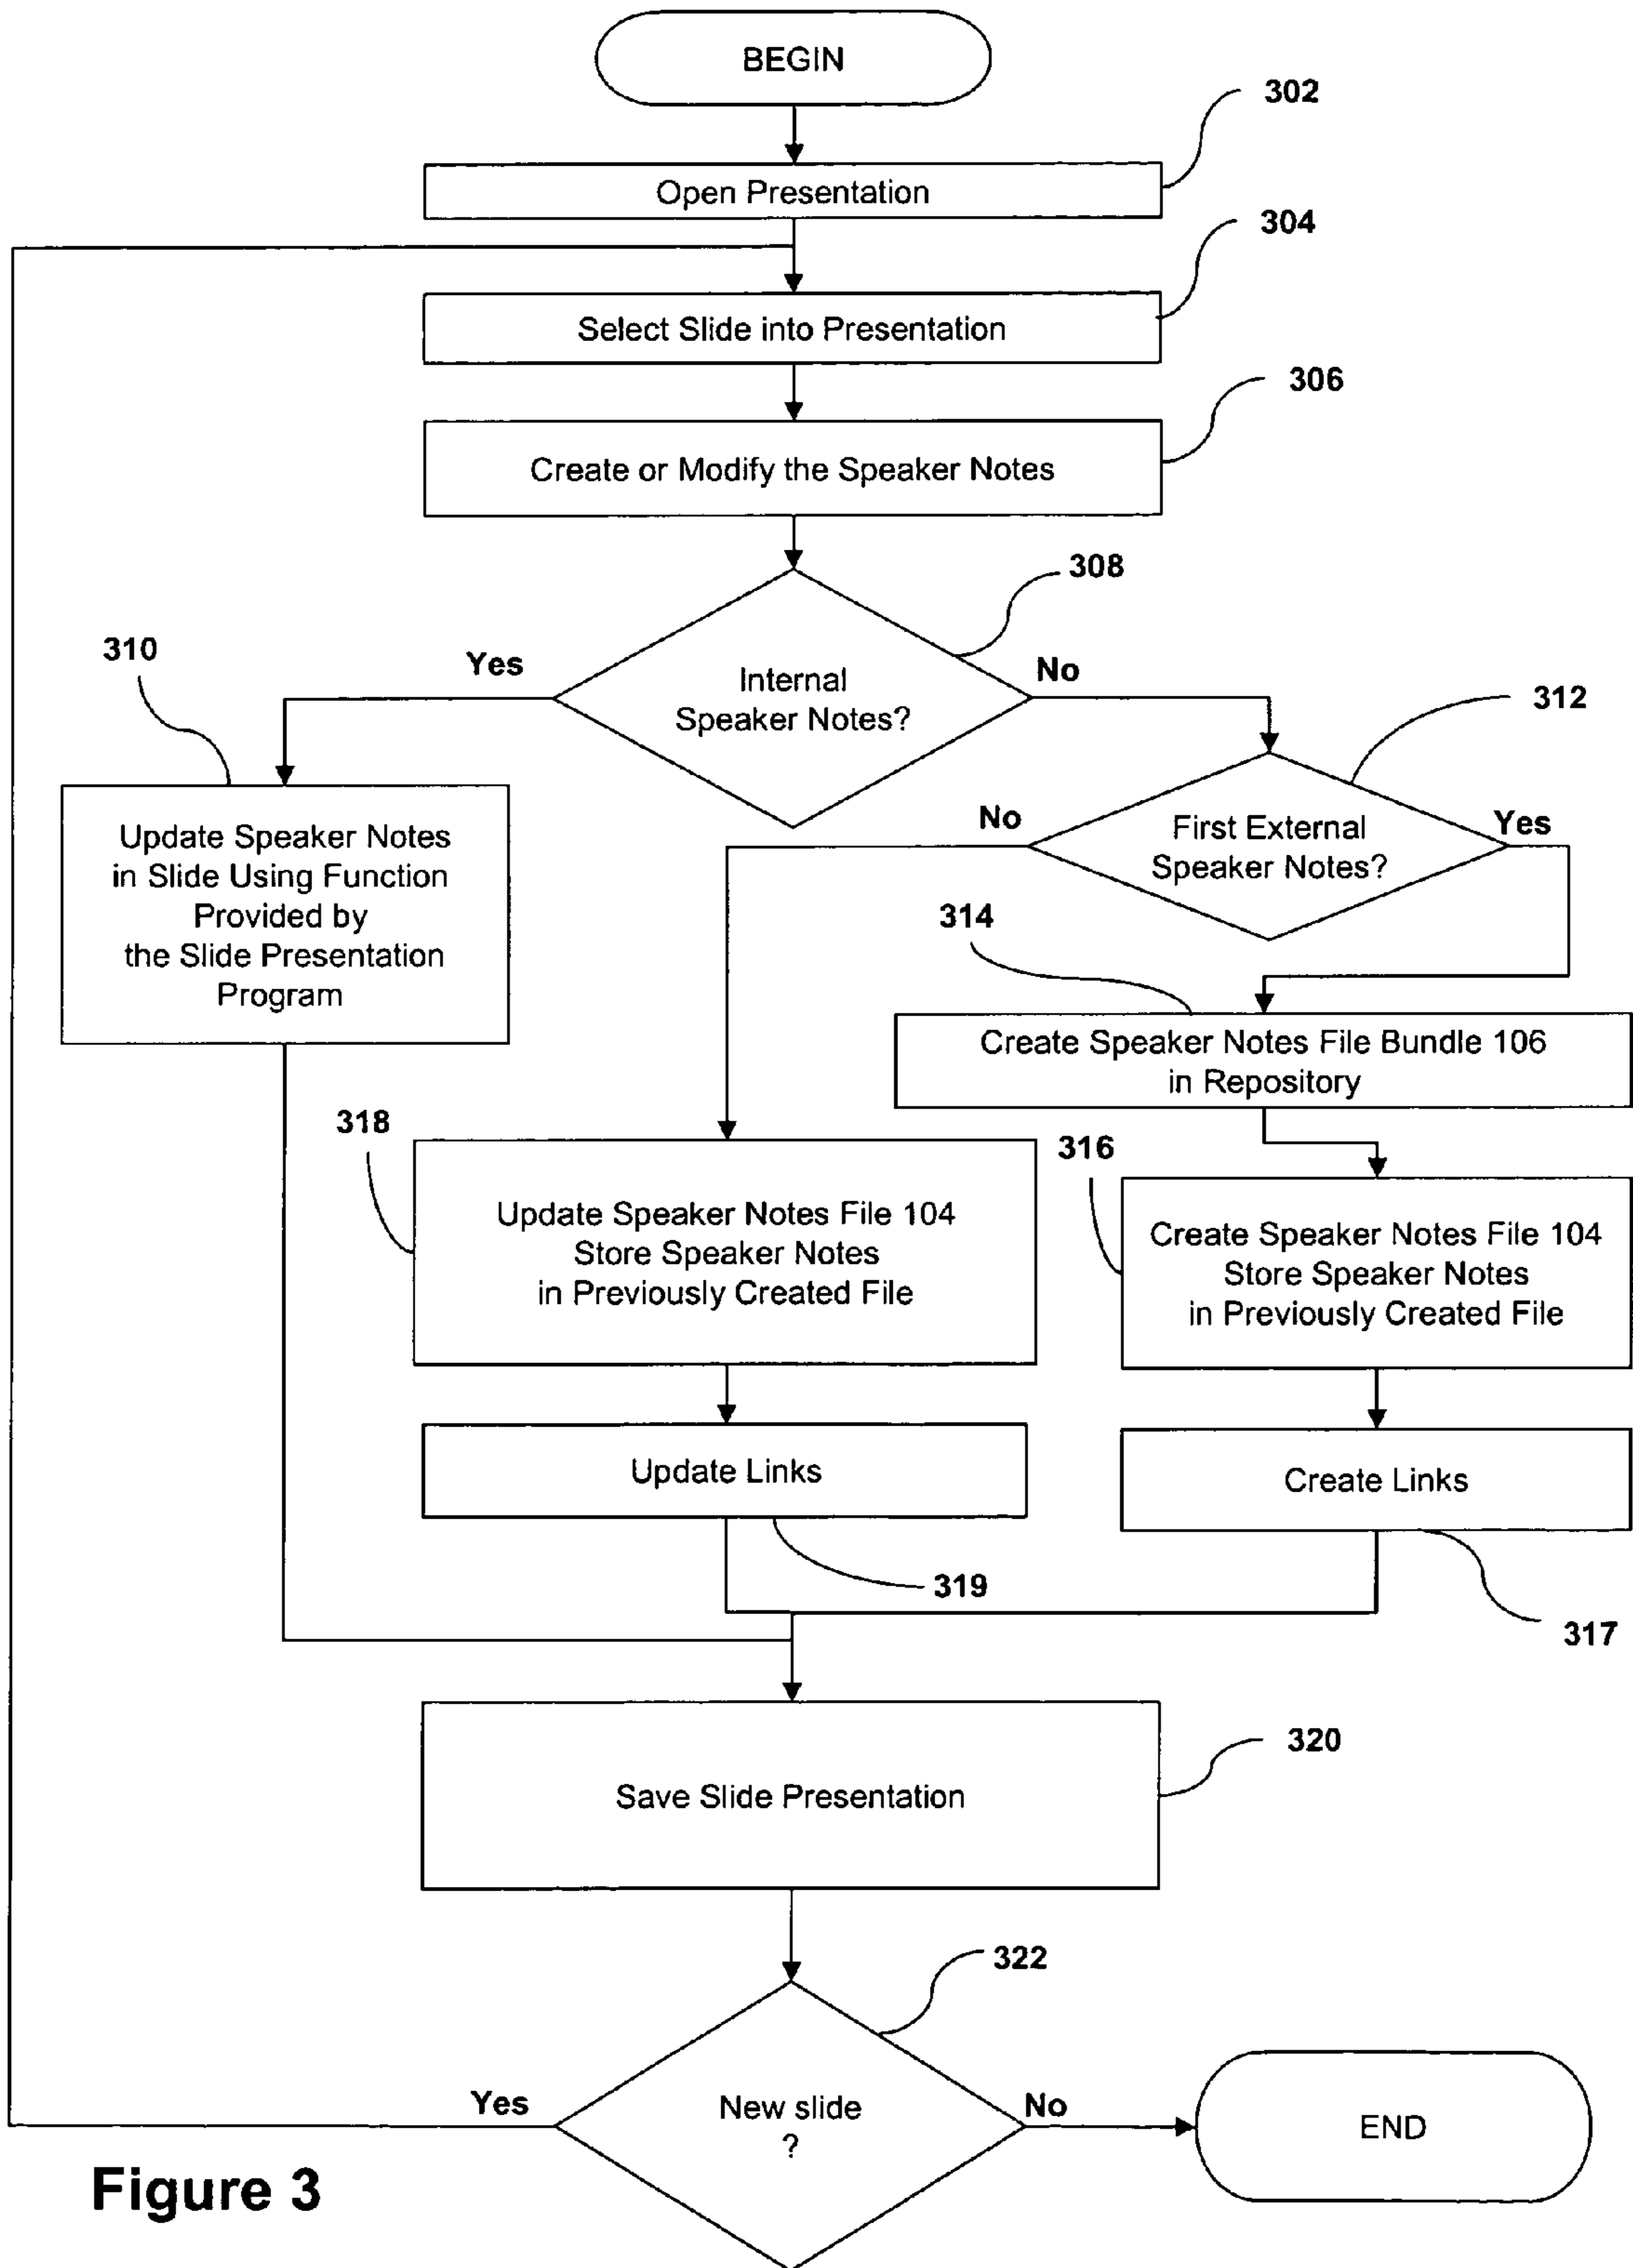 BEGIN
302
Open Presentation
304
Select Slide into Presentation
306
Create or Modify the Speaker Notes
308
310
Yes
Internal
Speaker Notes?
No
312
Update Speaker Notes
in Slide Using Function
Provided by
the Slide Presentation
Program
No
First External
Speaker Notes?
Yes
314
Create Speaker Notes File Bundle 106
in Repository
318
316
Update Speaker Notes File 104
Store Speaker Notes
in Previously Created File
Create Speaker Notes File 104
Store Speaker Notes
in Previously Created File
Update Links
Create Links
319
317
320
Save Slide Presentation
322
Yes
New slide
?
No
END
Figure 3